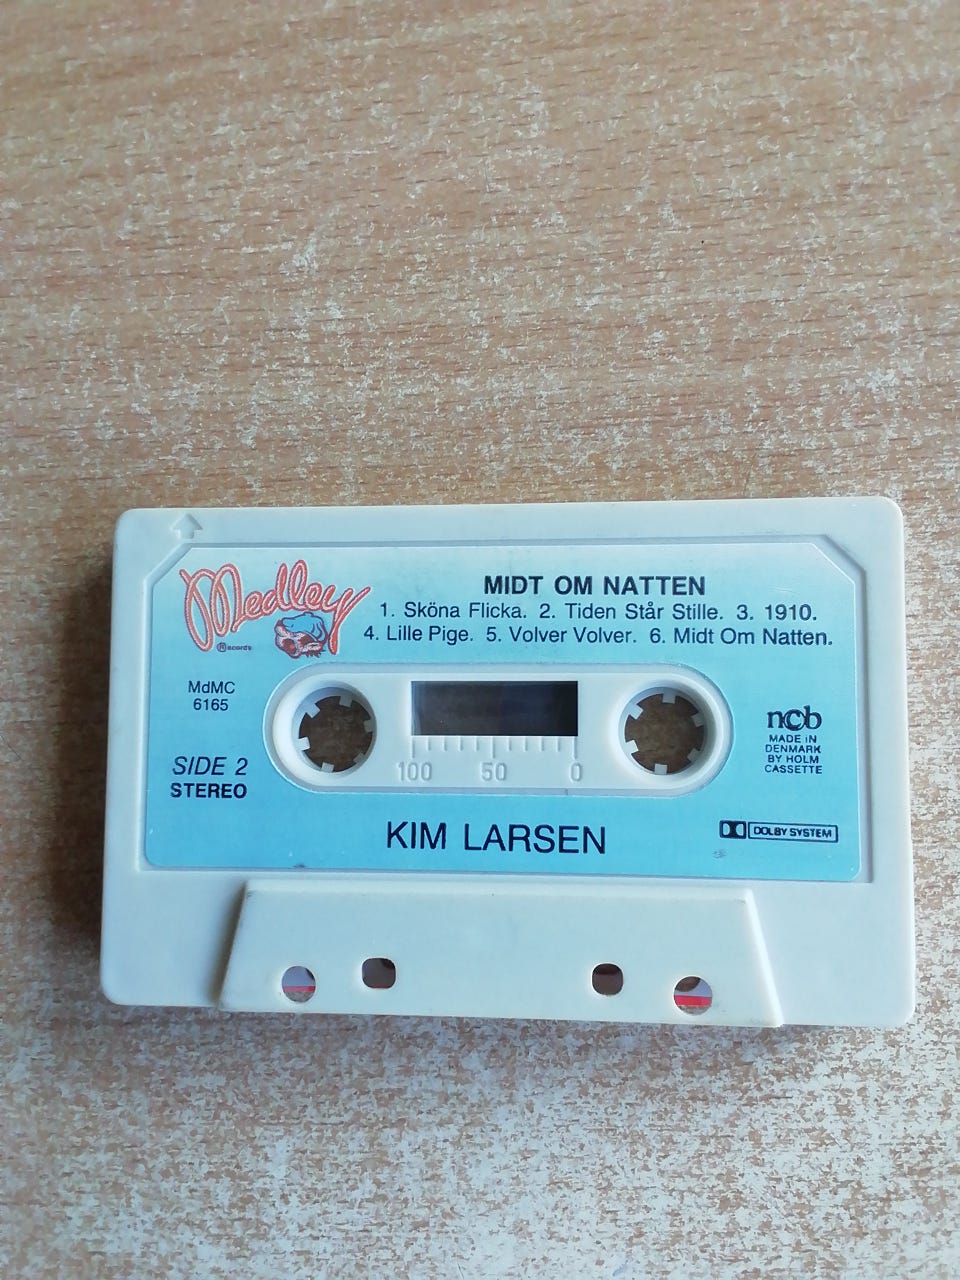 Medley
Records
MIDT OM NATTEN
1. Sköna Flicka. 2. Tiden Står Stille. 3. 1910.
4. Lille Pige. 5. Volver Volver. 6. Midt Om Natten.
MdMC
6165
SIDE 2
STEREO
100 50 0
ncb
MADE IN
DENMARK
BY HOLM
CASSETTE
KIM LARSEN
DOLBY SYSTEM